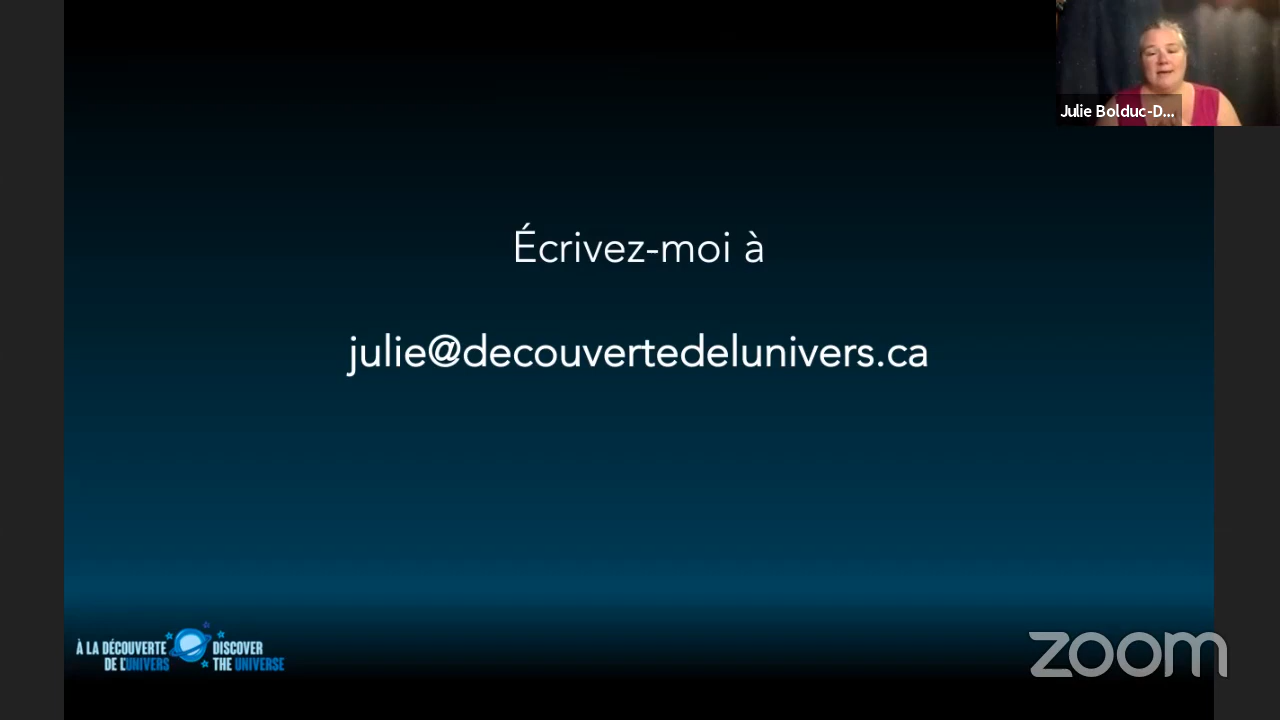 Julie Bolduc-D...
Écrivez-moi à
julie@decouvertedelunivers.ca
À LA DÉCOUVERTE
DE L'UNIVERS
DISCOVER
THE UNIVERSE
zoom